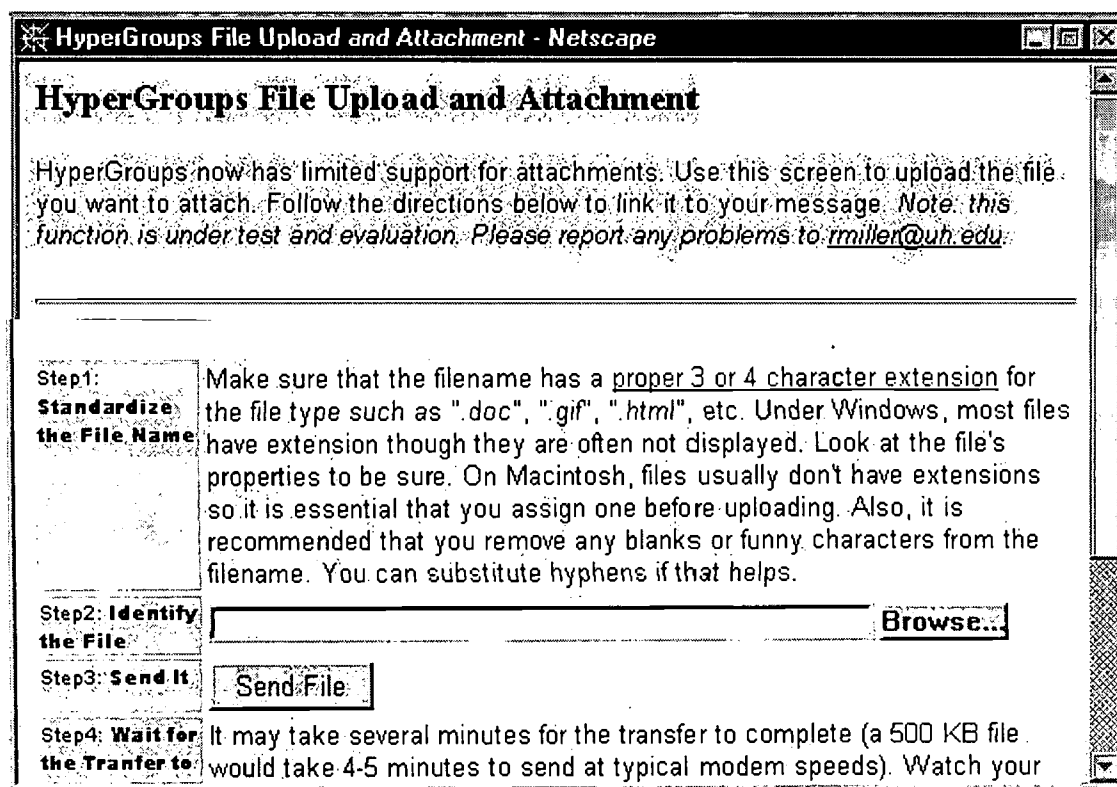 HyperGroups File Upload and Attachment - Netscape
HyperGroups File Upload and Attachment
HyperGroups now has limited support for attachments. Use this screen to upload the file
you want to attach. Follow the directions below to link it to your message. Note: this
function is under test and evaluation. Please report any problems to rmiller@uh.edu.
Step1:
Standardize
the File Name
Make sure that the filename has a proper 3 or 4 character extension for
the file type such as ".doc", ".gif", ".html", etc. Under Windows, most files
have extension though they are often not displayed. Look at the file's
properties to be sure. On Macintosh, files usually don't have extensions
so it is essential that you assign one before uploading. Also, it is
recommended that you remove any blanks or funny characters from the
filename. You can substitute hyphens if that helps.
Step2: Identify
the File
Browse...
Step3: Send It
Send File
Step4: Wait for
the Tranfer to
It may take several minutes for the transfer to complete (a 500 KB file
would take 4-5 minutes to send at typical modem speeds). Watch your